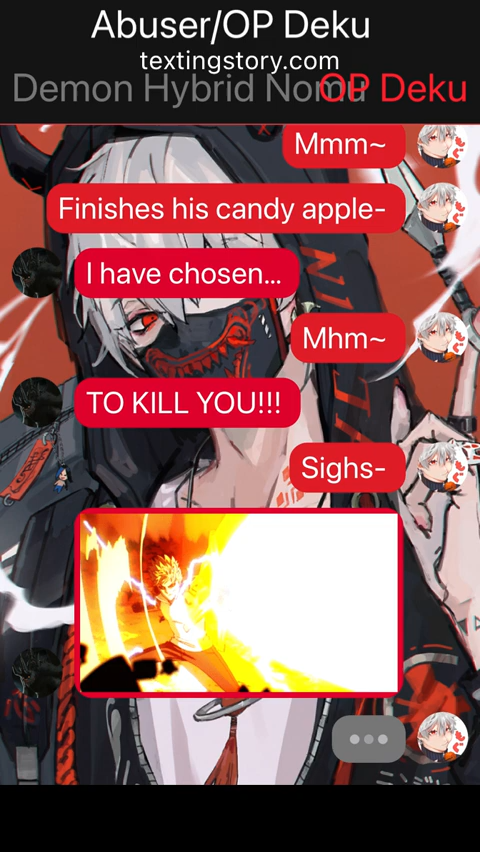 Abuser/OP Deku
textingstory.com
Demon Hybrid Nomu OP Deku
Mmm~
Finishes his candy apple-
I have chosen...
Mhm~
TO KILL YOU!!!
Sighs-